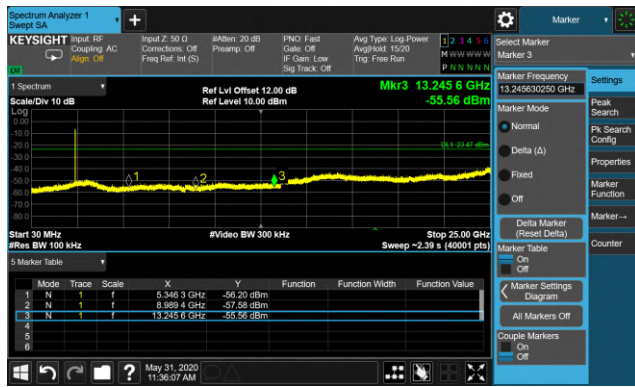 Spectrum Analyzer 1
Swept SA
Marker
KEYSIGHT Input: RF Input Z: 50 Ω #Atten: 20 dB PNO: Fast Avg Type: Log-Power 1 2 3 4 5 6
Coupling: AC Corrections: Off Preamp: Off Gate: Off Avg|Hold: 15/20 M W W W W W
Align: Off Freq Ref: Int (S) IF Gain: Low Trig: Free Run
Sig Track: Off P N N N N N
Select Marker
Marker 3
1 Spectrum
Ref Lvl Offset 12.00 dB Mkr3 13.245 6 GHz
Scale/Div 10 dB Ref Level 10.00 dBm -55.56 dBm
Log
0.00
-10.0
-20.0
DL1 -23.47 dBm
-30.0
-40.0
-50.0
1 2 3
-60.0
-70.0
-80.0
Start 30 MHz #Video BW 300 kHz Stop 25.00 GHz
#Res BW 100 kHz Sweep ~2.39 s (40001 pts)
5 Marker Table
Mode Trace Scale X Y Function Function Width Function Value
1 N 1 f 5.346 3 GHz -56.20 dBm
2 N 1 f 8.989 4 GHz -57.58 dBm
3 N 1 f 13.245 6 GHz -55.56 dBm
4
5
6
May 31, 2020
11:36:07 AM
Marker Frequency
13.245630250 GHz
Marker Mode
Normal
Delta (Δ)
Fixed
Off
Delta Marker
(Reset Delta)
Marker Table
On
Off
Marker Settings
Diagram
All Markers Off
Couple Markers
On
Off
Settings
Peak
Search
Pk Search
Config
Properties
Marker
Function
Marker→
Counter